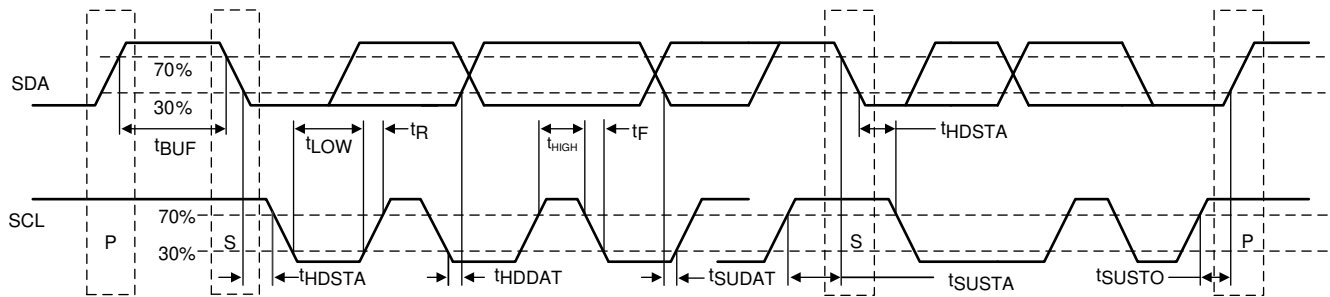 SDA
70%
30%
tBUF
tLOW
tR
tHIGH
tF
tHDSTA
SCL
70%
30%
P
S
S
P
tHDSTA
tHDDAT
tSUDAT
tSUSTA
tSUSTO